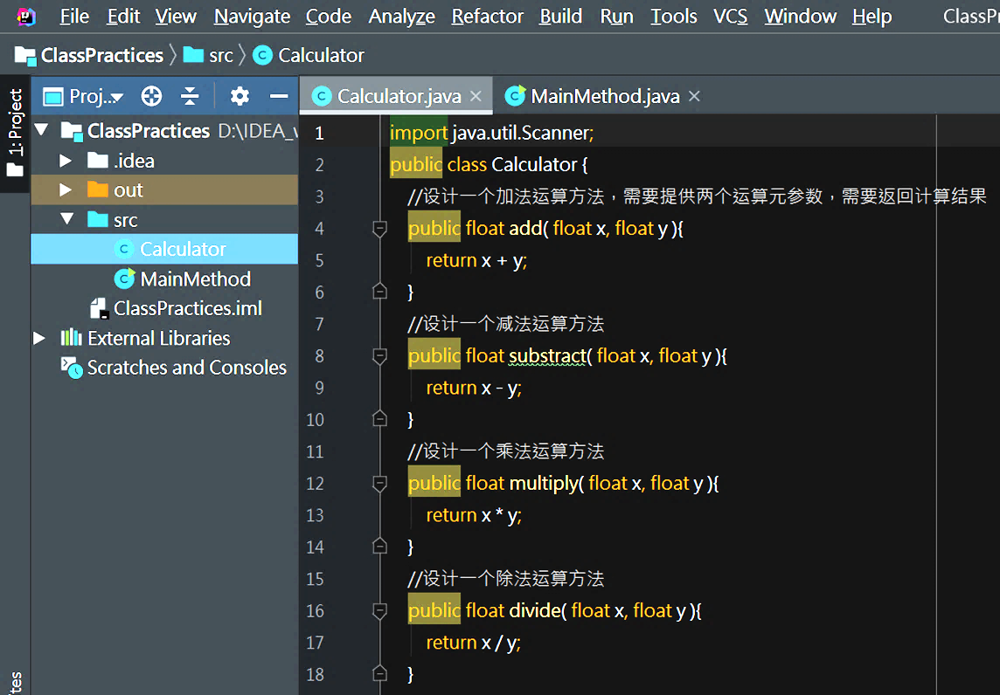 File Edit View Navigate Code Analyze Refactor Build Run Tools VCS Window Help ClassPr
ClassPractices src Calculator
1: Project
Proj...
Calculator.java
MainMethod.java
ClassPractices D:\IDEA_
.idea
out
src
Calculator
MainMethod
ClassPractices.iml
External Libraries
Scratches and Consoles
1 import java.util.Scanner;
2 public class Calculator {
3 //设计一个加法运算方法，需要提供两个运算元参数，需要返回计算结果
4 public float add( float x, float y ){
5 return x + y;
6 }
7 //设计一个减法运算方法
8 public float substract( float x, float y ){
9 return x - y;
10 }
11 //设计一个乘法运算方法
12 public float multiply( float x, float y ){
13 return x * y;
14 }
15 //设计一个除法运算方法
16 public float divide( float x, float y ){
17 return x / y;
18 }
tes